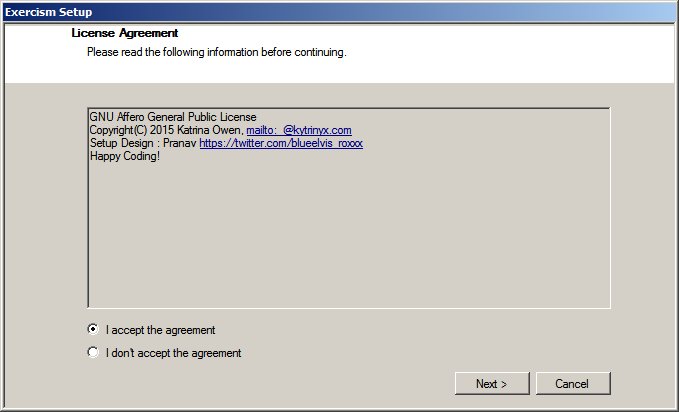 Exercism Setup
License Agreement
Please read the following information before continuing.
GNU Affero General Public License
Copyright(C) 2015 Katrina Owen, mailto:_@kytrinyx.com
Setup Design : Pranav https://twitter.com/blueelvis_roxxx
Happy Coding!
I accept the agreement
I don't accept the agreement
Next >
Cancel